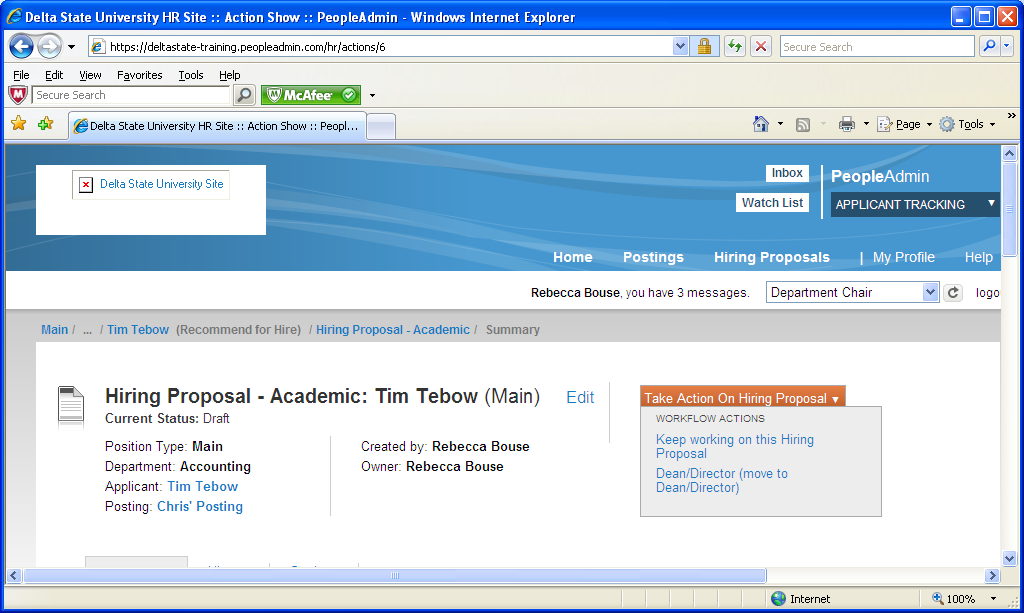 Delta State University HR Site :: Action Show :: PeopleAdmin - Windows Internet Explorer
https://deltastate-training.peopleadmin.com/hr/actions/6
Secure Search
File Edit View Favorites Tools Help
Secure Search
McAfee
Delta State University HR Site :: Action Show :: Peopl...
Page
Tools
»
Delta State University Site
Inbox
Watch List
PeopleAdmin
APPLICANT TRACKING
Home Postings Hiring Proposals | My Profile Help
Rebecca Bouse, you have 3 messages.
Department Chair
logo
Main / ... / Tim Tebow (Recommend for Hire) / Hiring Proposal - Academic / Summary
Hiring Proposal - Academic: Tim Tebow (Main)
Edit
Current Status: Draft
Position Type: Main
Department: Accounting
Applicant: Tim Tebow
Posting: Chris' Posting
Created by: Rebecca Bouse
Owner: Rebecca Bouse
Take Action On Hiring Proposal
WORKFLOW ACTIONS
Keep working on this Hiring
Proposal
Dean/Director (move to
Dean/Director)
Internet
100%